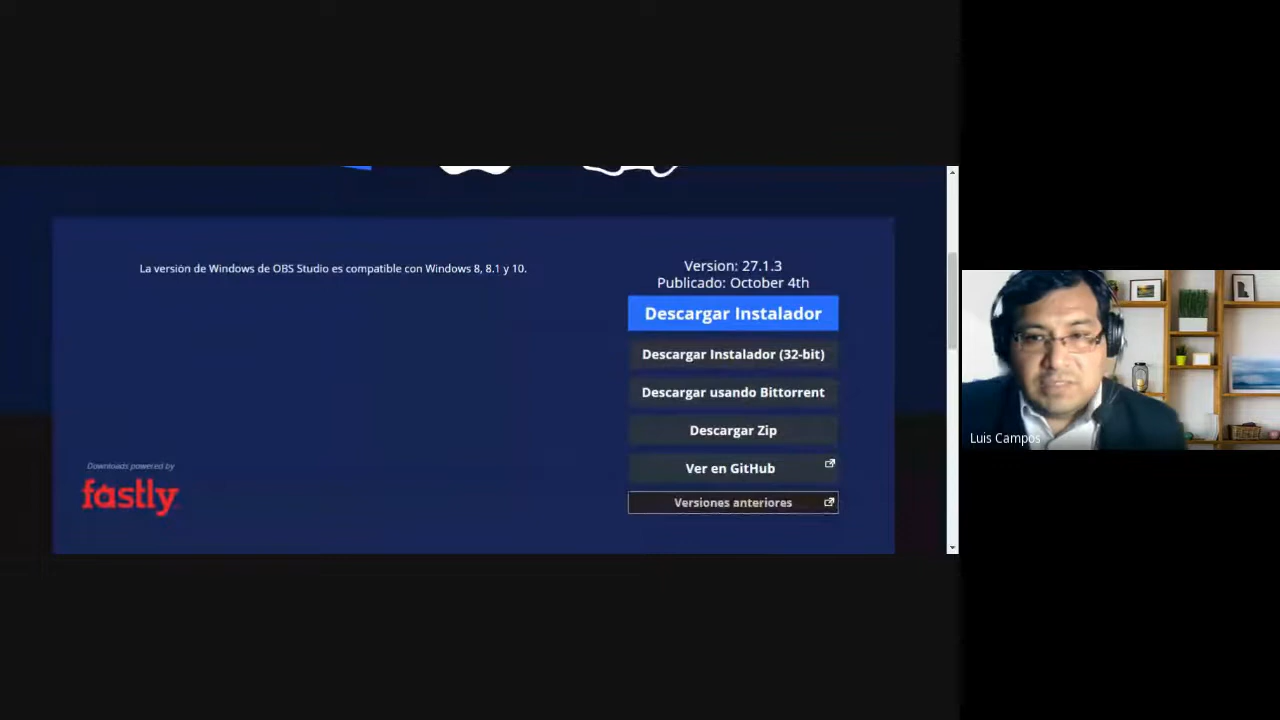 La versión de Windows de OBS Studio es compatible con Windows 8, 8.1 y 10.
Version: 27.1.3
Publicado: October 4th
Descargar Instalador
Descargar Instalador (32-bit)
Descargar usando Bittorrent
Descargar Zip
Ver en GitHub
Versiones anteriores
Downloads powered by
fastly
Luis Campos